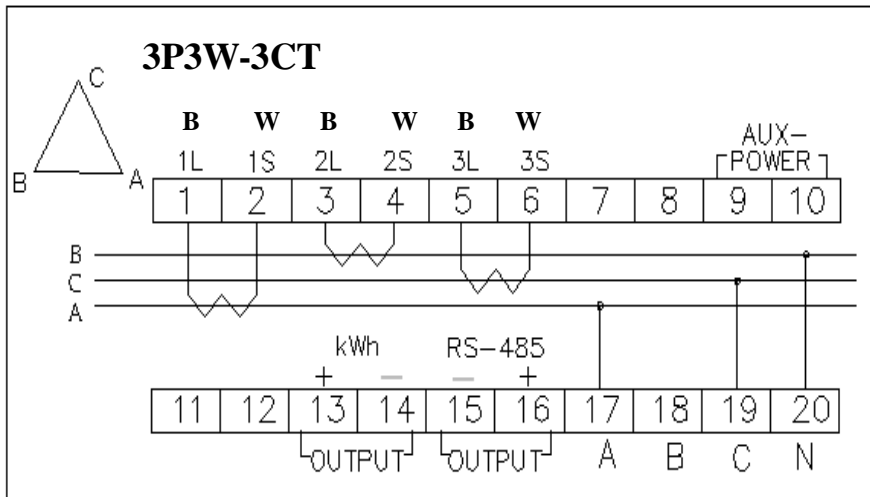 3P3W-3CT
C
B A
B W B W B W
1L 1S 2L 2S 3L 3S
AUX-
POWER
1 2 3 4 5 6 7 8 9 10
B
C
A
kWh RS-485
+ - - +
11 12 13 14 15 16 17 18 19 20
OUTPUT OUTPUT A B C N